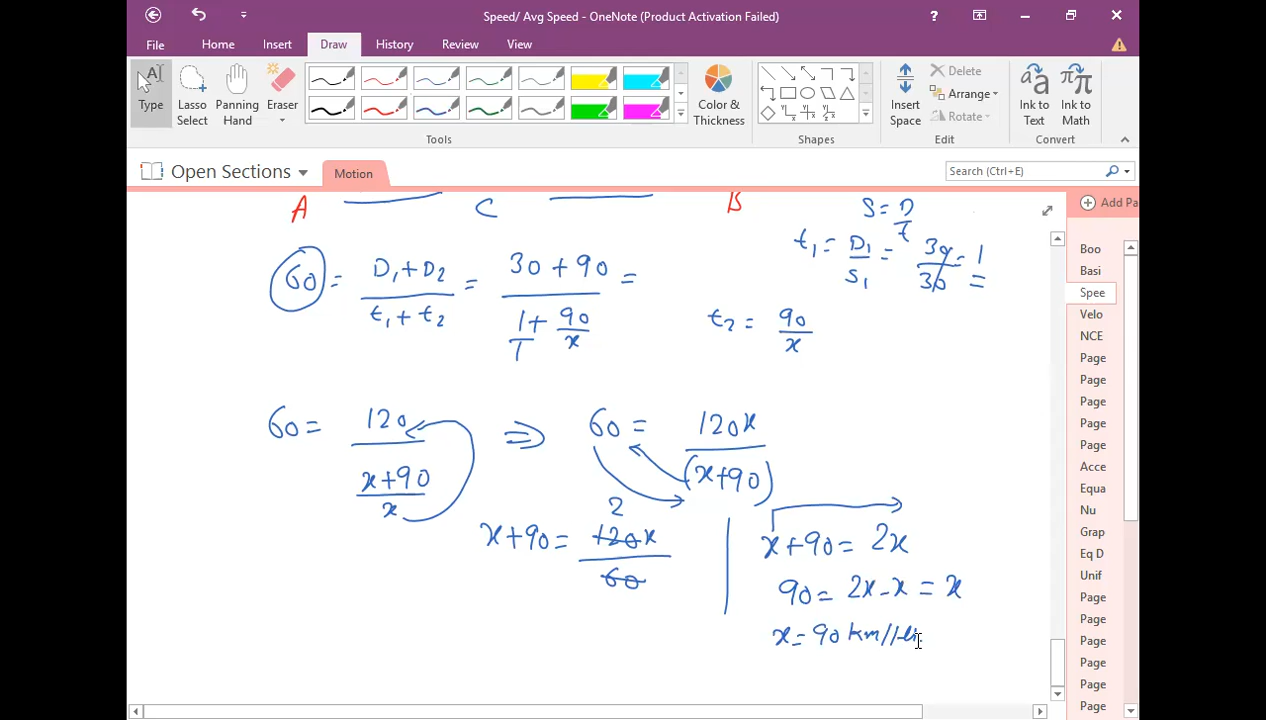 Speed/ Avg Speed - OneNote (Product Activation Failed)
?
File Home Insert Draw History Review View
Type
Lasso Select
Panning Hand
Eraser
Tools
Color & Thickness
Shapes
Insert Space
Delete
Arrange
Rotate
Edit
Ink to Text
Ink to Math
Convert
Open Sections
Motion
Search (Ctrl+E)
Add Pa
A C B
S = D/t
t₁ = D₁/S₁ = 30/30 = 1
60 = (D₁ + D₂)/(t₁ + t₂) = (30 + 90)/(1/1 + 90/x) =
t₂ = 90/x
60 = 120/((x+90)/x) ⇒ 60 = 120x/(x+90)
x+90 = 120x/60 2
x+90 = 2x
90 = 2x - x = x
x = 90 km/
Boo
Basi
Spee
Velo
NCE
Page
Page
Page
Page
Page
Acce
Equa
Nu
Grap
Eq D
Unif
Page
Page
Page
Page
Page
Page